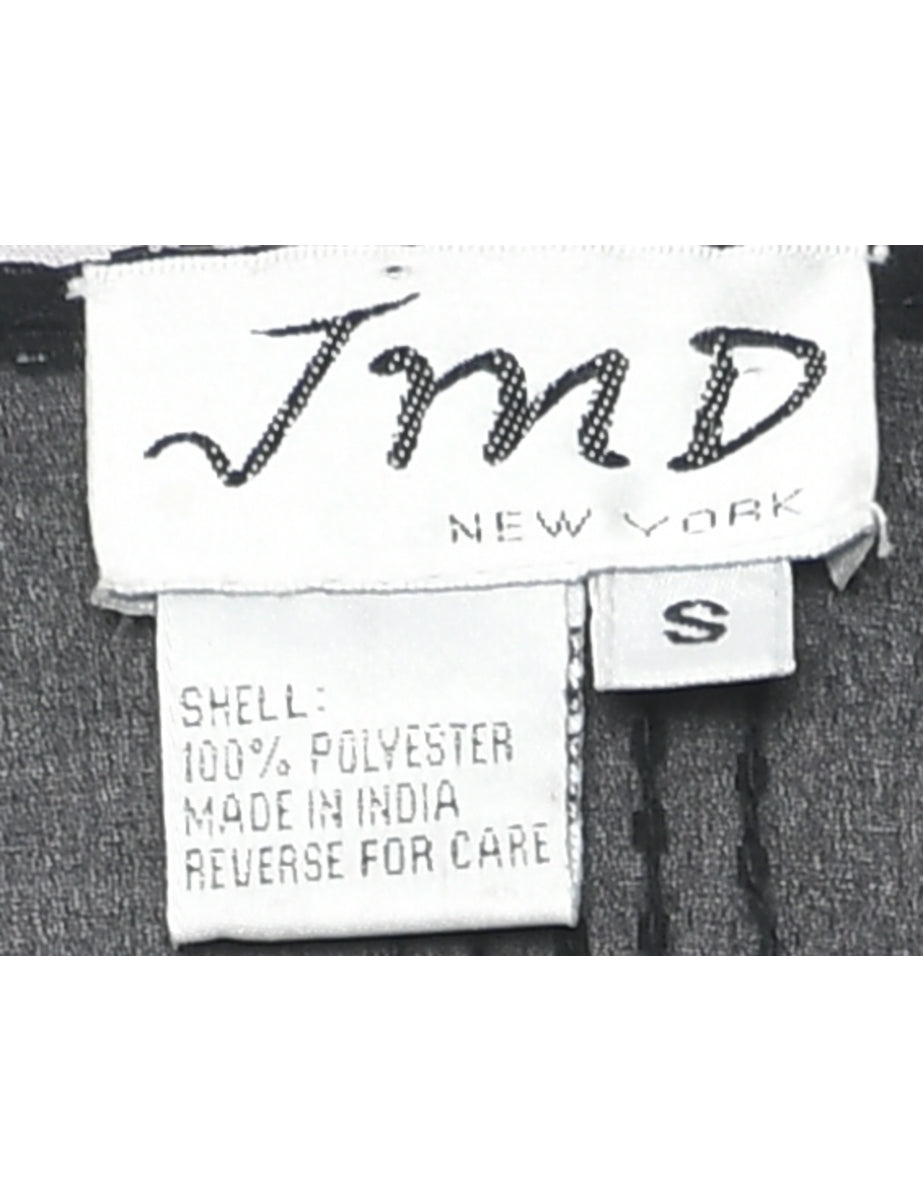 JMD
NEW YORK
S
SHELL:
100% POLYESTER
MADE IN INDIA
REVERSE FOR CARE